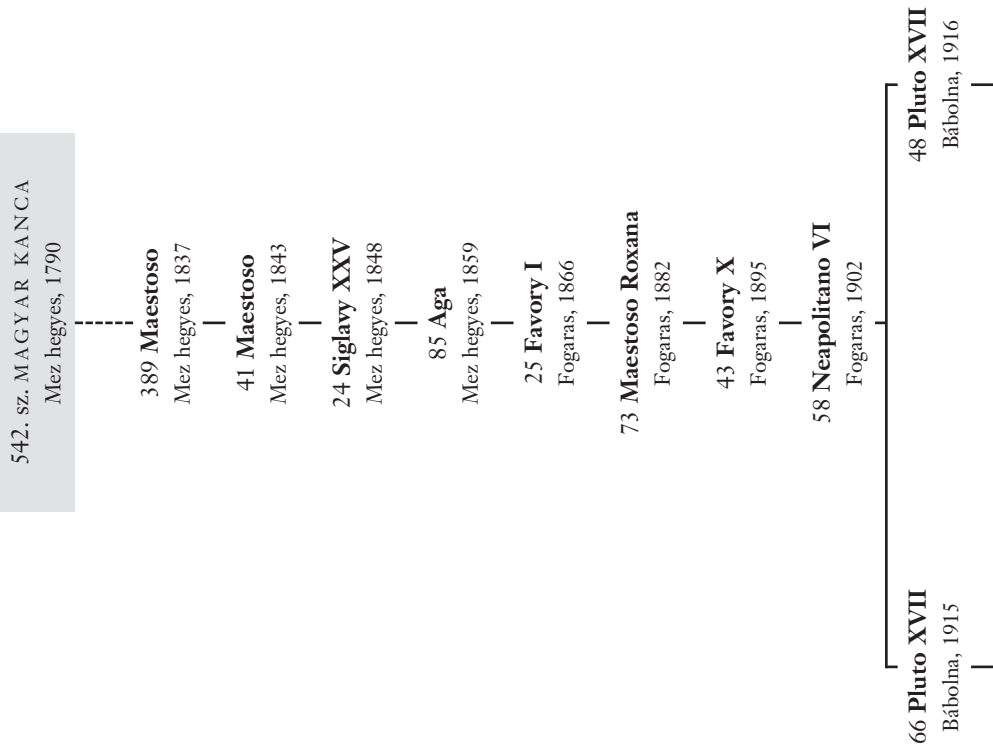 542. sz. MAGYAR KANCA
Mez hegyes, 1790
389 Maestoso
Mez hegyes, 1837
41 Maestoso
Mez hegyes, 1843
24 Siglavy XXV
Mez hegyes, 1848
85 Aga
Mez hegyes, 1859
25 Favory I
Fogaras, 1866
73 Maestoso Roxana
Fogaras, 1882
43 Favory X
Fogaras, 1895
58 Neapolitano VI
Fogaras, 1902
66 Pluto XVII
Bábolna, 1915
48 Pluto XVII
Bábolna, 1916